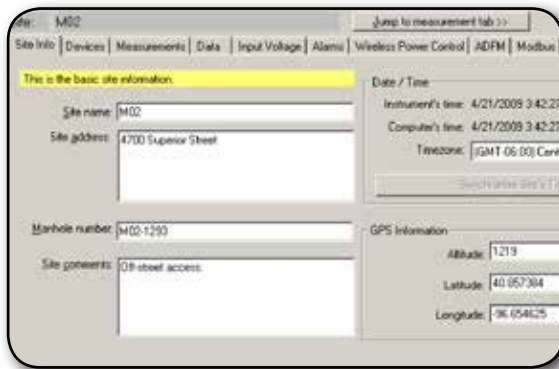 M02 Jump to measurement tab >>
Site Info Devices Measurements Data Input Voltage Alarms Wireless Power Control ADFM Modbus
This is the basic site information.
Site name: M02
Site address: 4700 Superior Street
Manhole number: M02-1293
Site comments: Off-street access.
Date / Time
Instrument's time: 4/21/2009 3:42:27
Computer's time: 4/21/2009 3:42:27
Timezone: (GMT-06:00) Cent
GPS Information
Altitude: 1219
Latitude: 40.857384
Longitude: -96.654625